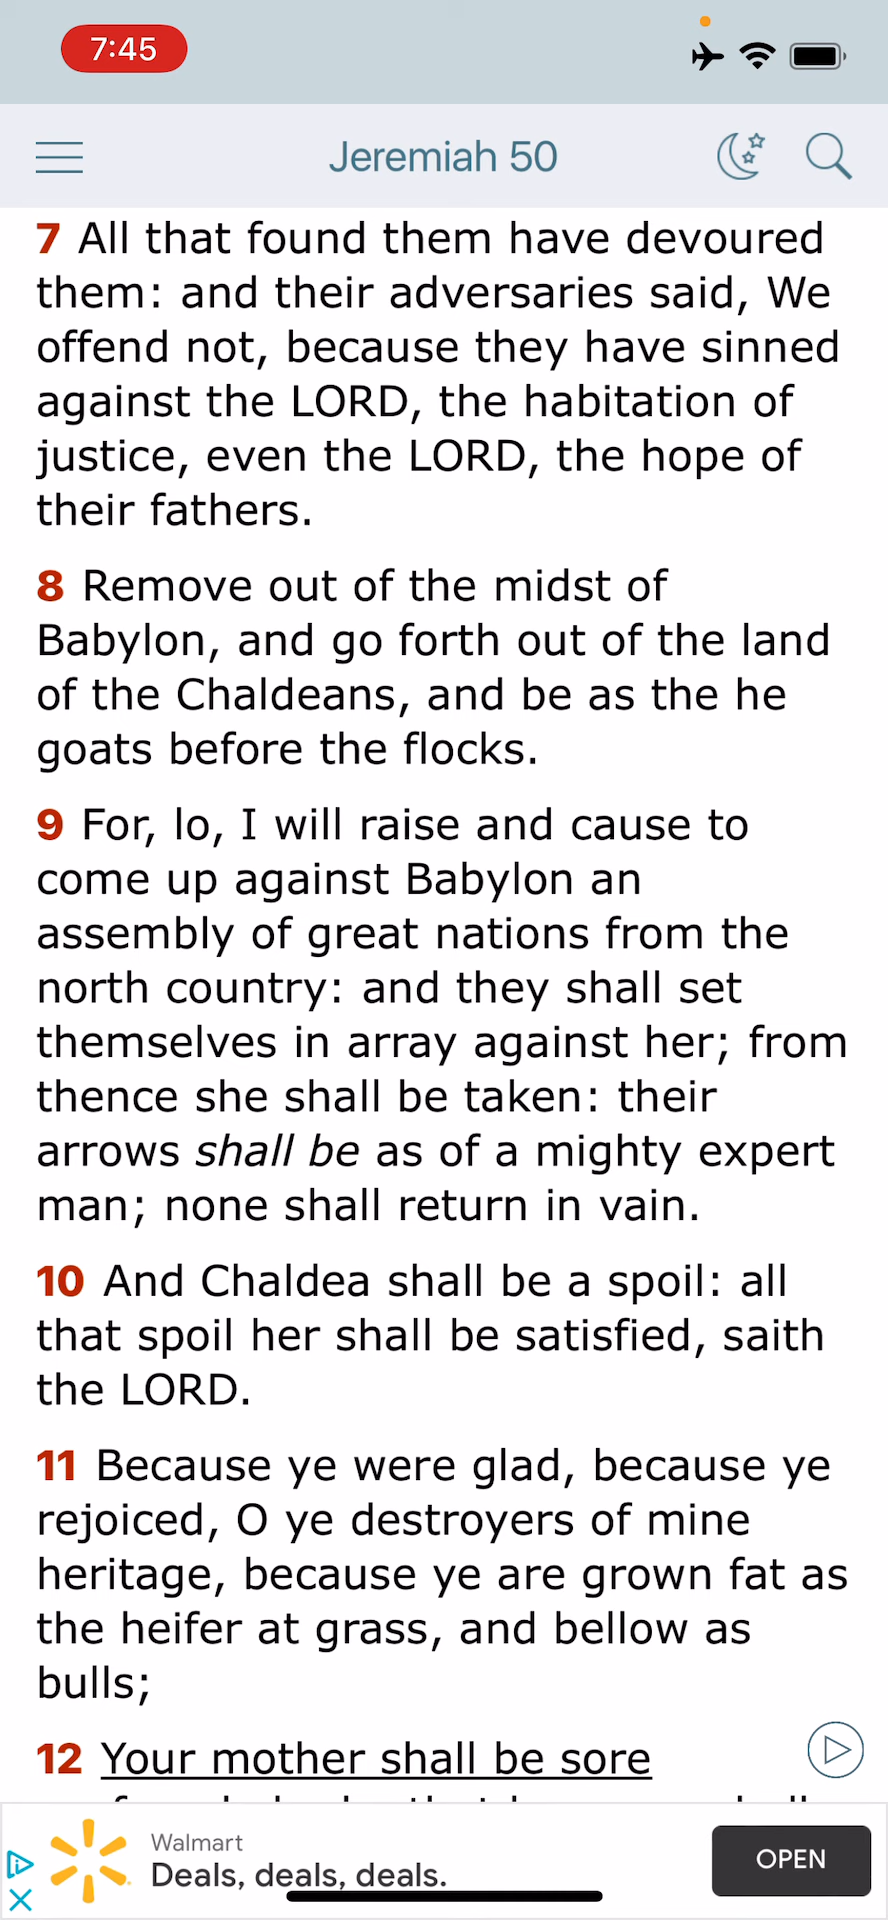 7:45
Jeremiah 50
7 All that found them have devoured
them: and their adversaries said, We
offend not, because they have sinned
against the LORD, the habitation of
justice, even the LORD, the hope of
their fathers.
8 Remove out of the midst of
Babylon, and go forth out of the land
of the Chaldeans, and be as the he
goats before the flocks.
9 For, lo, I will raise and cause to
come up against Babylon an
assembly of great nations from the
north country: and they shall set
themselves in array against her; from
thence she shall be taken: their
arrows shall be as of a mighty expert
man; none shall return in vain.
10 And Chaldea shall be a spoil: all
that spoil her shall be satisfied, saith
the LORD.
11 Because ye were glad, because ye
rejoiced, O ye destroyers of mine
heritage, because ye are grown fat as
the heifer at grass, and bellow as
bulls;
12 Your mother shall be sore
Walmart
Deals, deals, deals.
OPEN